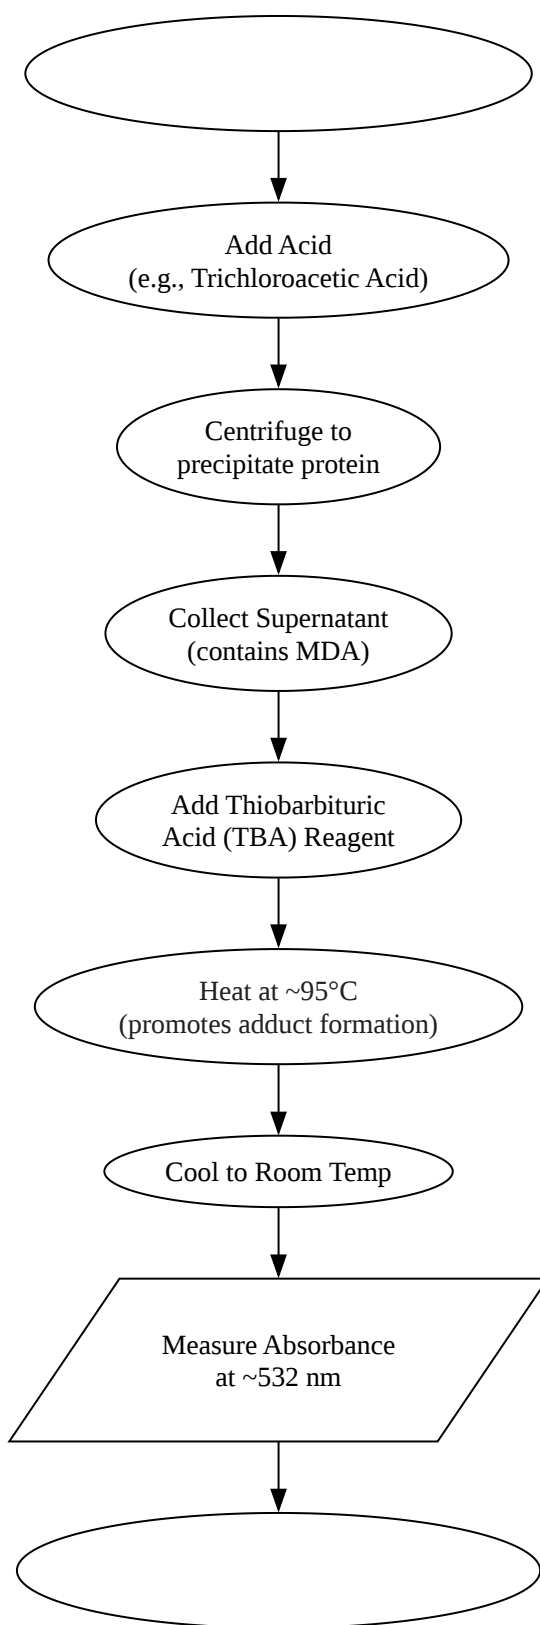 Add Acid
(e.g., Trichloroacetic Acid)
Centrifuge to
precipitate protein
Collect Supernatant
(contains MDA)
Add Thiobarbituric
Acid (TBA) Reagent
Heat at ~95°C
(promotes adduct formation)
Cool to Room Temp
Measure Absorbance
at ~532 nm